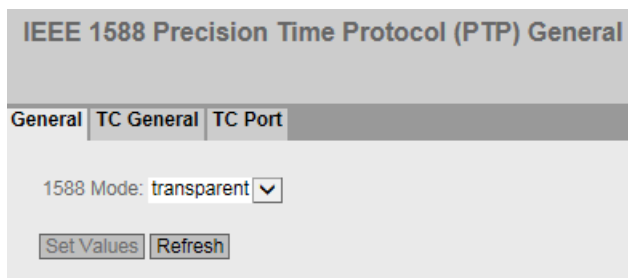 IEEE 1588 Precision Time Protocol (PTP) General
General TC General TC Port
1588 Mode: transparent
Set Values Refresh